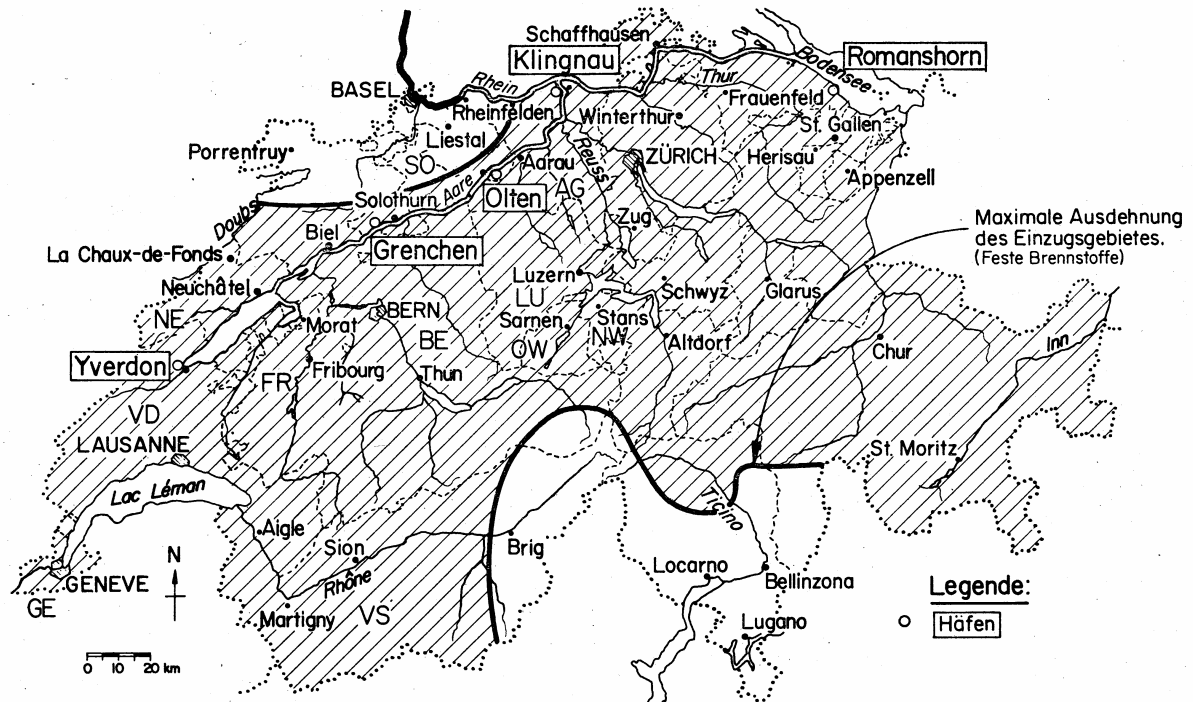 Schaffhausen
Klingnau
Romanshorn
Bodensee
Rhein
Thur
BASEL
Rheinfelden
Frauenfeld
Winterthur
Liestal
St. Gallen
Porrentruy
SO
Aarau
Reuss
ZÜRICH
Herisau
Appenzell
Aare
AG
Solothurn
Olten
Doubs
Zug
Biel
Grenchen
Maximale Ausdehnung
des Einzugsgebietes.
(Feste Brennstoffe)
La Chaux-de-Fonds
Luzern
Neuchâtel
LU
Schwyz
Glarus
NE
BERN
Stans
Morat
Sarnen
NW
BE
OW
Altdorf
Chur
Inn
Yverdon
Fribourg
FR
Thun
VD
LAUSANNE
St. Moritz
Lac Léman
Ticino
Aigle
Sion
Brig
N
Rhône
Locarno
Bellinzona
GENEVE
GE
Legende:
Martigny
VS
Lugano
Häfen
0 10 20 km